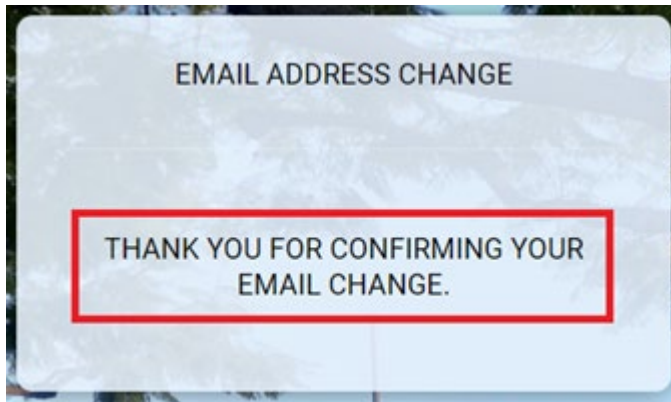 EMAIL ADDRESS CHANGE
THANK YOU FOR CONFIRMING YOUR
EMAIL CHANGE.